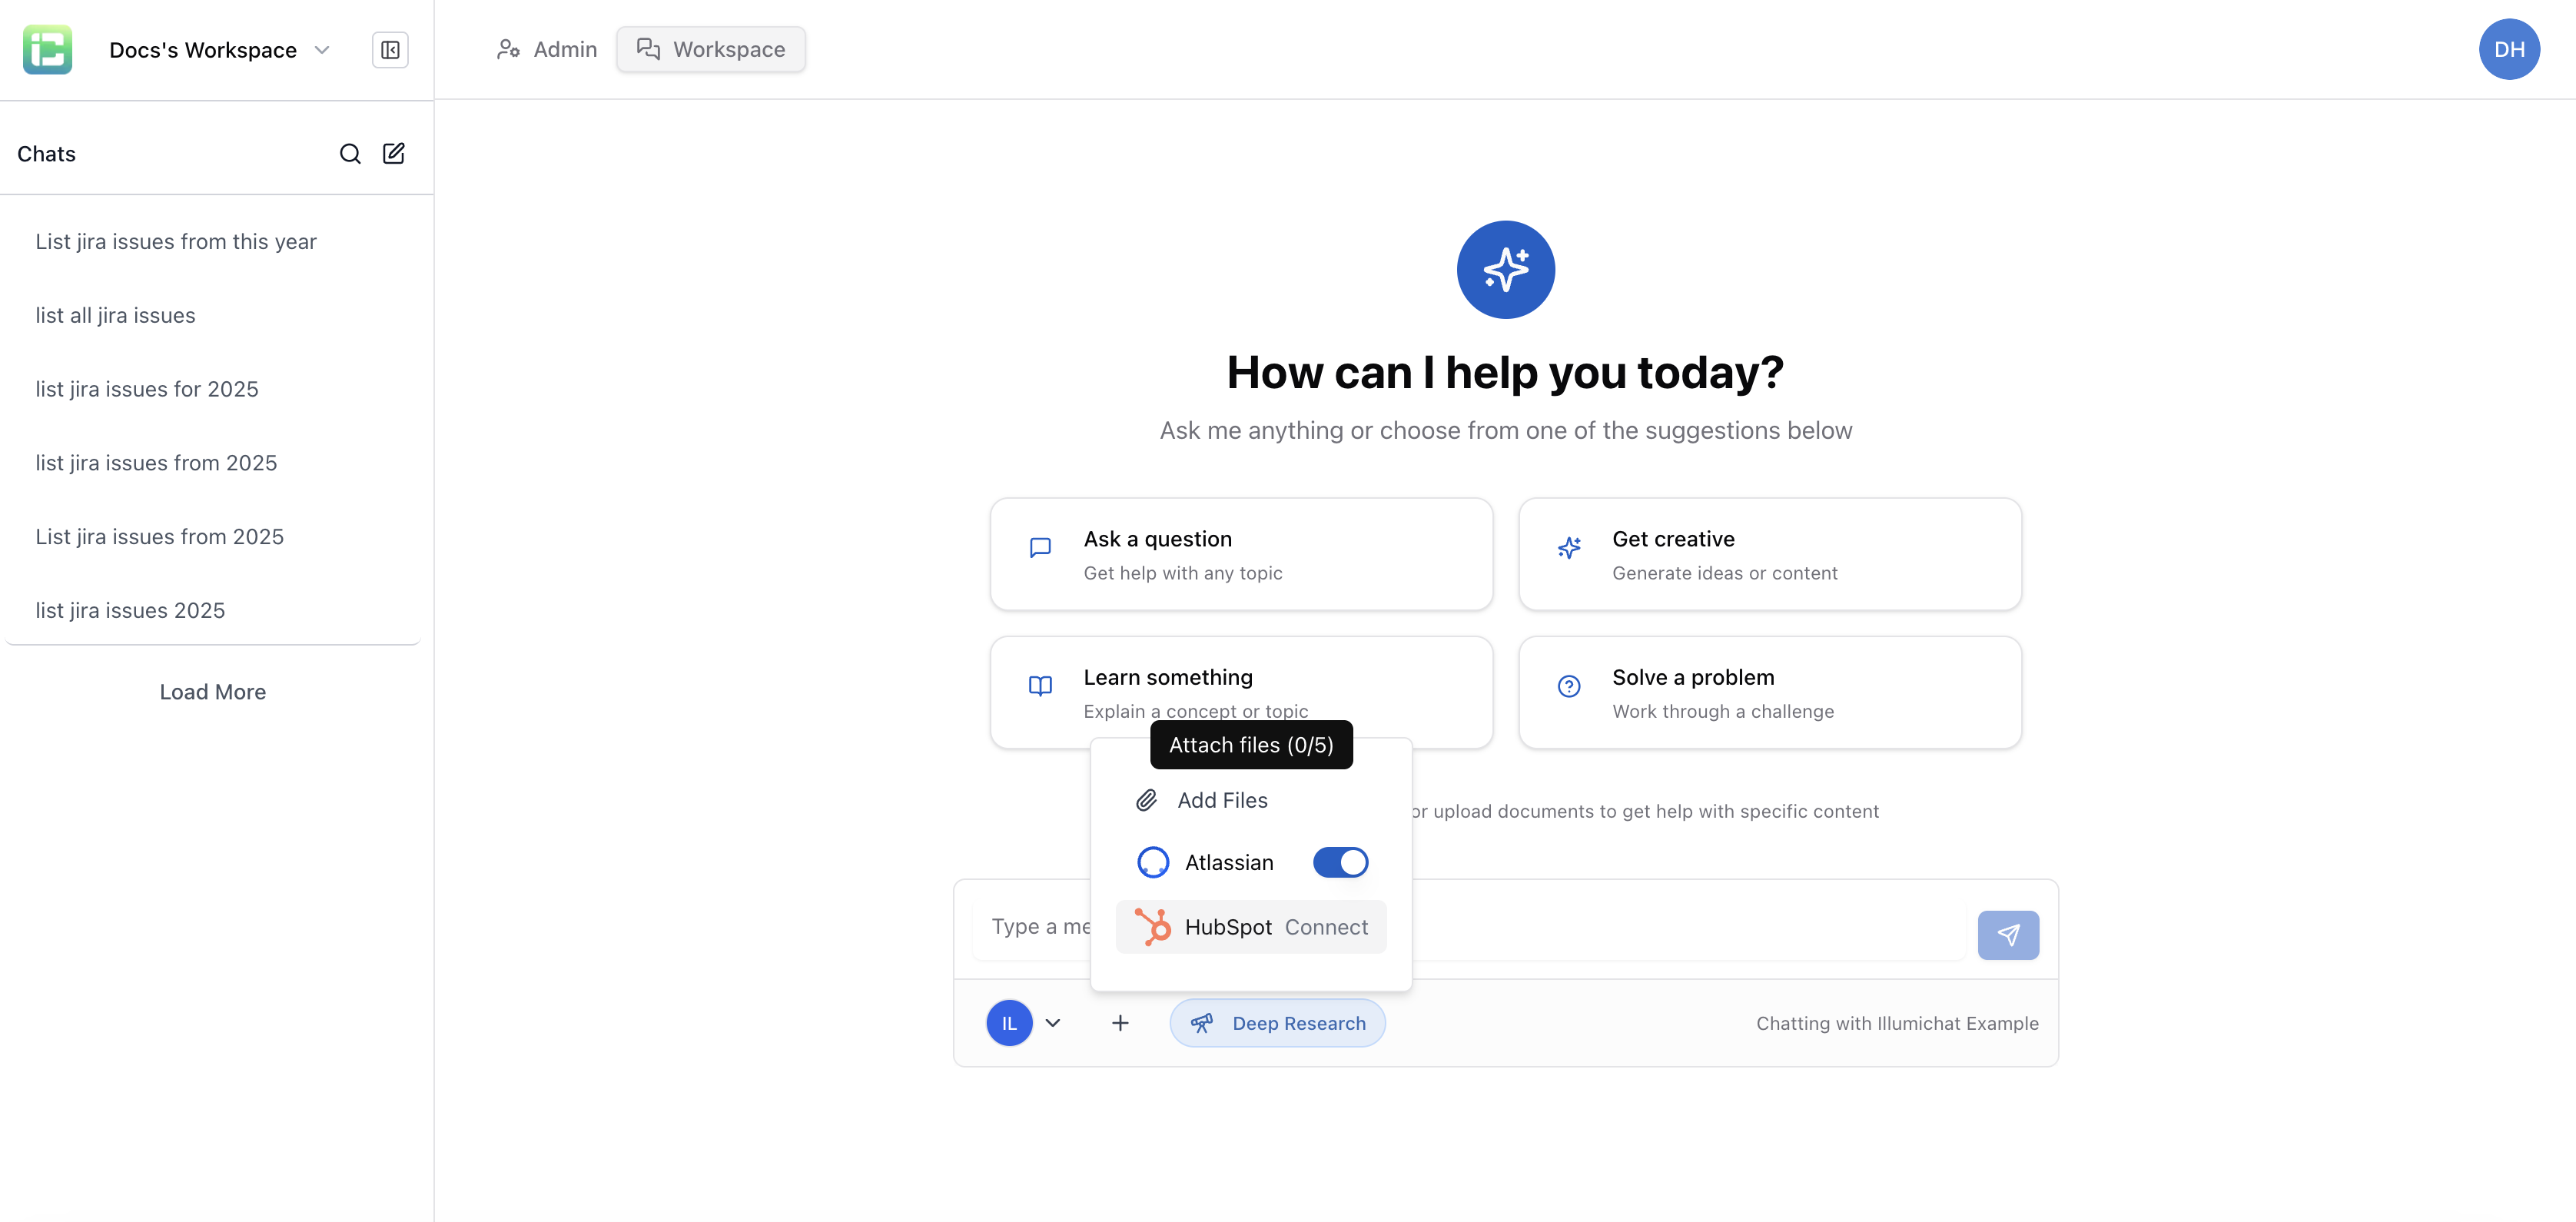 Docs's Workspace
Admin
Workspace
DH
Chats
List jira issues from this year
list all jira issues
list jira issues for 2025
list jira issues from 2025
List jira issues from 2025
list jira issues 2025
Load More
How can I help you today?
Ask me anything or choose from one of the suggestions below
Ask a question
Get help with any topic
Get creative
Generate ideas or content
Learn something
Explain a concept or topic
Solve a problem
Work through a challenge
Attach files (0/5)
Add Files
or upload documents to get help with specific content
Atlassian
HubSpot Connect
Type a me
IL
Deep Research
Chatting with Illumichat Example